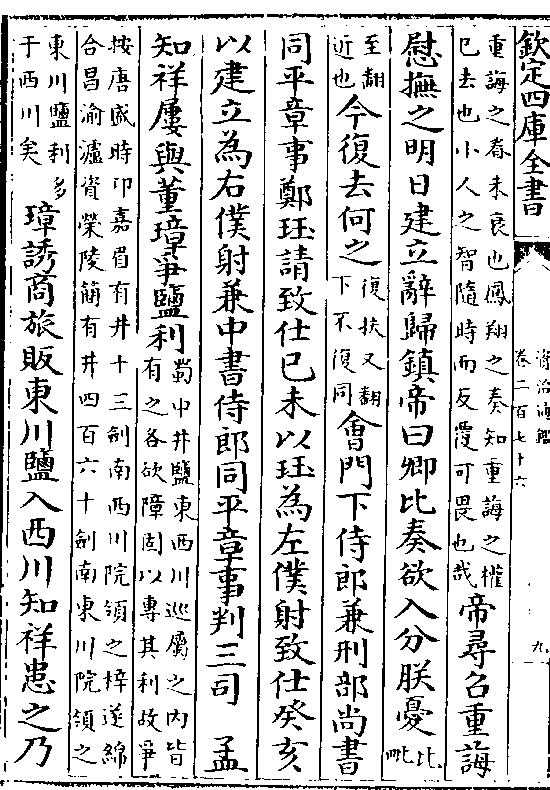 欽定四庫全書
資治通鑑
卷二百七十六
九
重誨之眷未衰也鳳翔之奏知重誨之權
已去也小人之智隨時而反覆可畏也哉
帝尋召重誨
慰撫之明日建立辭歸鎮帝曰卿比奏欲入分朕憂
比毗
至翻
近也
今復去何之
復扶又翻
下不復同
會門下侍郎兼刑部尚書
同平章事鄭珏請致仕已未以珏為左僕射致仕癸亥
以建立為右僕射兼中書侍郎同平章事判三司 孟
知祥屢與董璋爭鹽利
蜀中井鹽東西川巡屬之內皆
有之各欲障固以專其利故爭
按唐盛時卭嘉眉有井十三劍南西川院領之梓遂綿
合昌渝瀘資榮陵簡有井四百六十劍南東川院領之
東川鹽利多
于西川矣
璋誘商旅販東川鹽入西川知祥患之乃